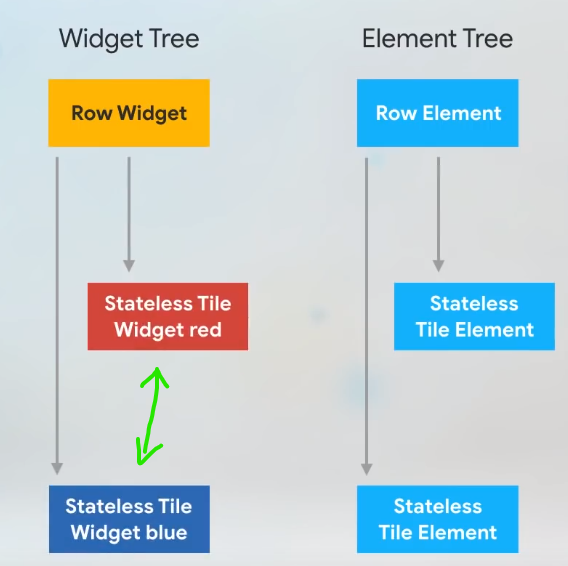 Widget Tree
Element Tree
Row Widget
Row Element
Stateless Tile
Widget red
Stateless
Tile Element
Stateless Tile
Widget blue
Stateless
Tile Element